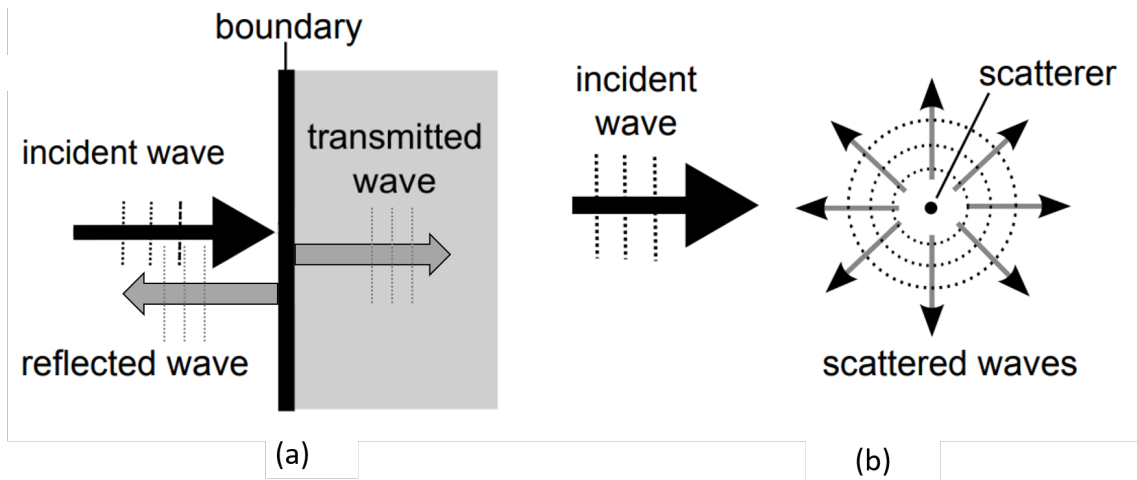 boundary
incident wave
transmitted
wave
reflected wave
(a)
incident
wave
scatterer
scattered waves
(b)